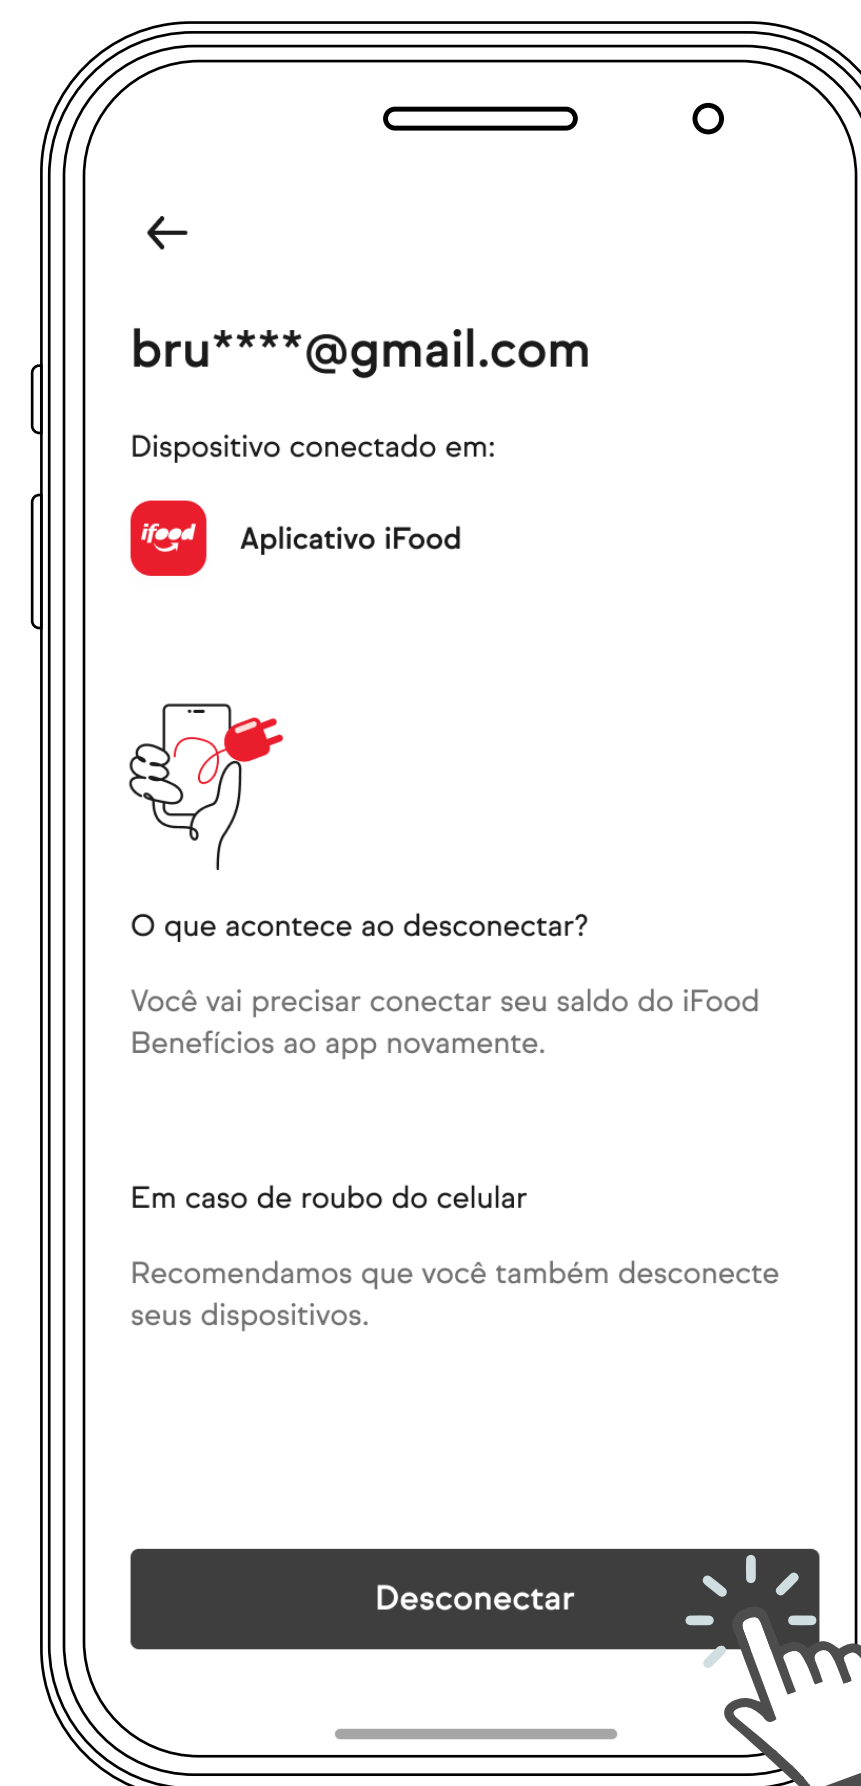 bru****@gmail.com
Dispositivo conectado em:
ifood
Aplicativo iFood
O que acontece ao desconectar?
Você vai precisar conectar seu saldo do iFood
Benefícios ao app novamente.
Em caso de roubo do celular
Recomendamos que você também desconecte
seus dispositivos.
Desconectar